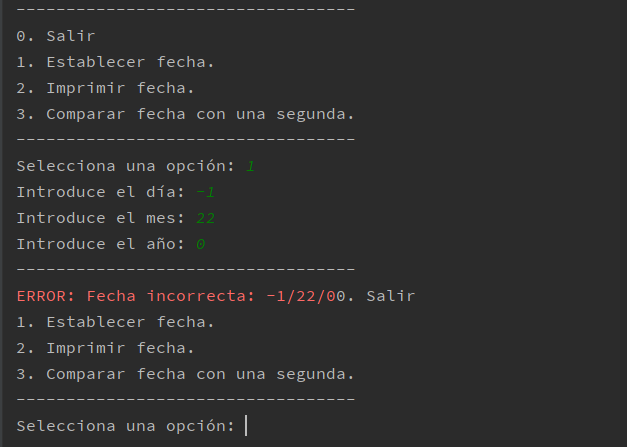 ----------------------------------
0. Salir
1. Establecer fecha.
2. Imprimir fecha.
3. Comparar fecha con una segunda.
----------------------------------
Selecciona una opción: 1
Introduce el día: -1
Introduce el mes: 22
Introduce el año: 0
----------------------------------
ERROR: Fecha incorrecta: -1/22/00. Salir
1. Establecer fecha.
2. Imprimir fecha.
3. Comparar fecha con una segunda.
----------------------------------
Selecciona una opción: